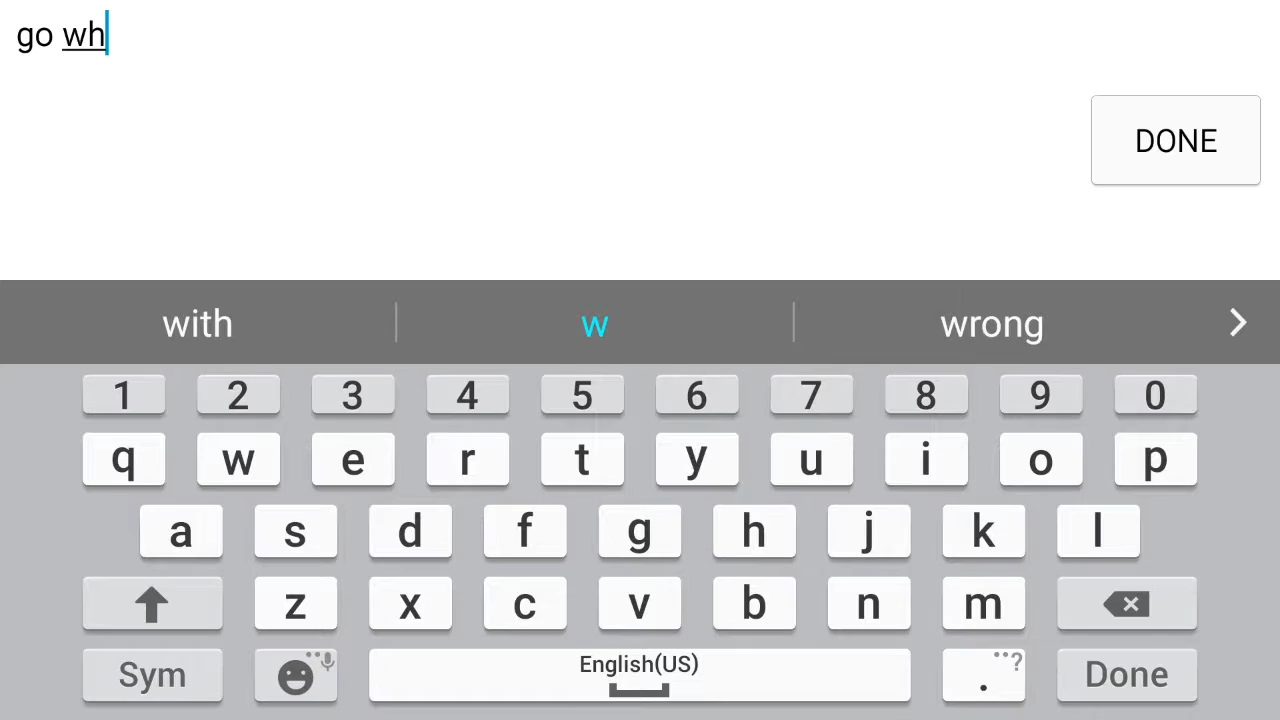 go wh
DONE
with w wrong
1 2 3 4 5 6 7 8 9 0
q w e r t y u i o p
a s d f g h j k l
z x c v b n m
Sym English(US) . ? Done